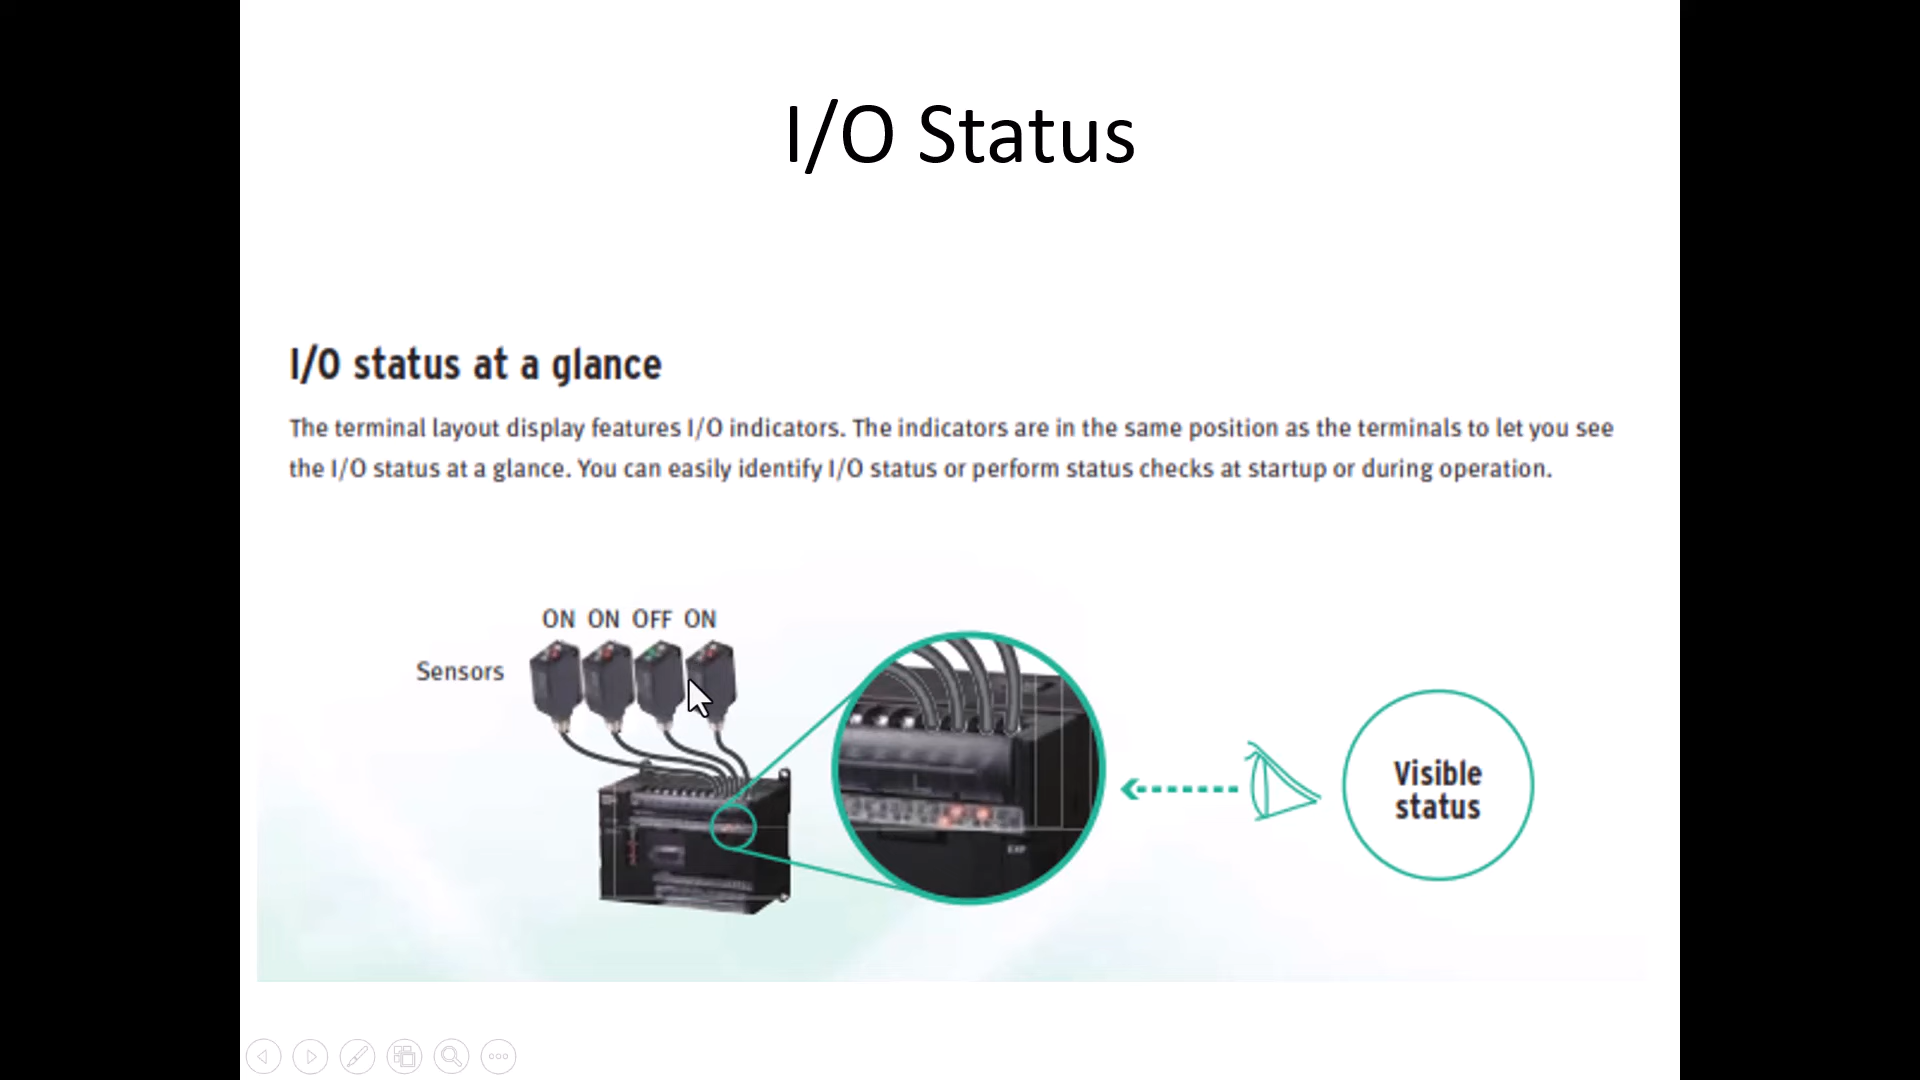 I/O Status
I/O status at a glance
The terminal layout display features I/O indicators. The indicators are in the same position as the terminals to let you see
the I/O status at a glance. You can easily identify I/O status or perform status checks at startup or during operation.
ON ON OFF ON
Sensors
EXP
Visible
status